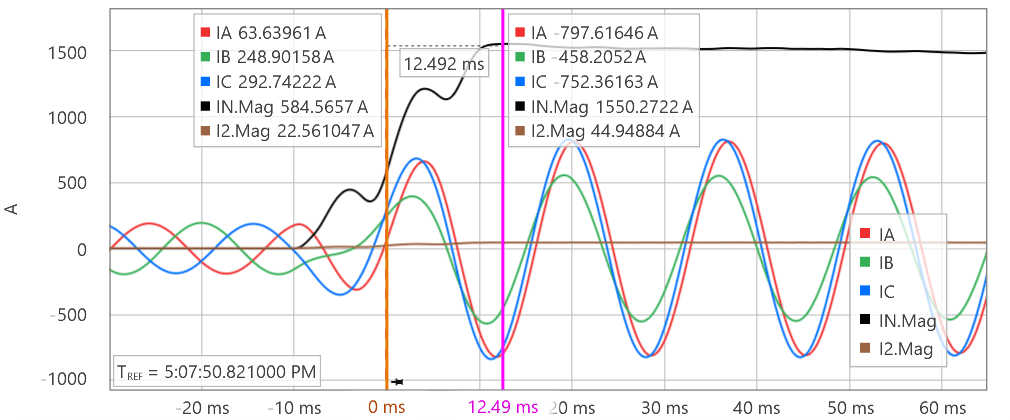 IA 63.63961 A
IB 248.90158 A
IC 292.74222 A
IN.Mag 584.5657 A
I2.Mag 22.561047 A
12.492 ms
IA -797.61646 A
IB -458.2052 A
IC -752.36163 A
IN.Mag 1550.2722 A
I2.Mag 44.94884 A
1500
1000
500
0
-500
-1000
A
IA
IB
IC
IN.Mag
I2.Mag
TREF = 5:07:50.821000 PM
-20 ms -10 ms 0 ms 12.49 ms 20 ms 30 ms 40 ms 50 ms 60 ms